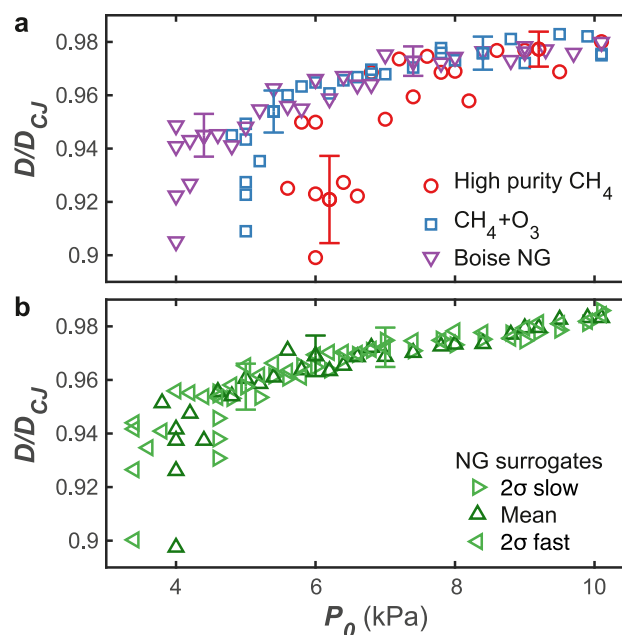 a
0.98
0.96
0.94
0.92
0.9
D/D_CJ
High purity CH₄
CH₄+O₃
Boise NG
b
0.98
0.96
0.94
0.92
0.9
D/D_CJ
NG surrogates
2σ slow
Mean
2σ fast
4 6 8 10
P₀ (kPa)